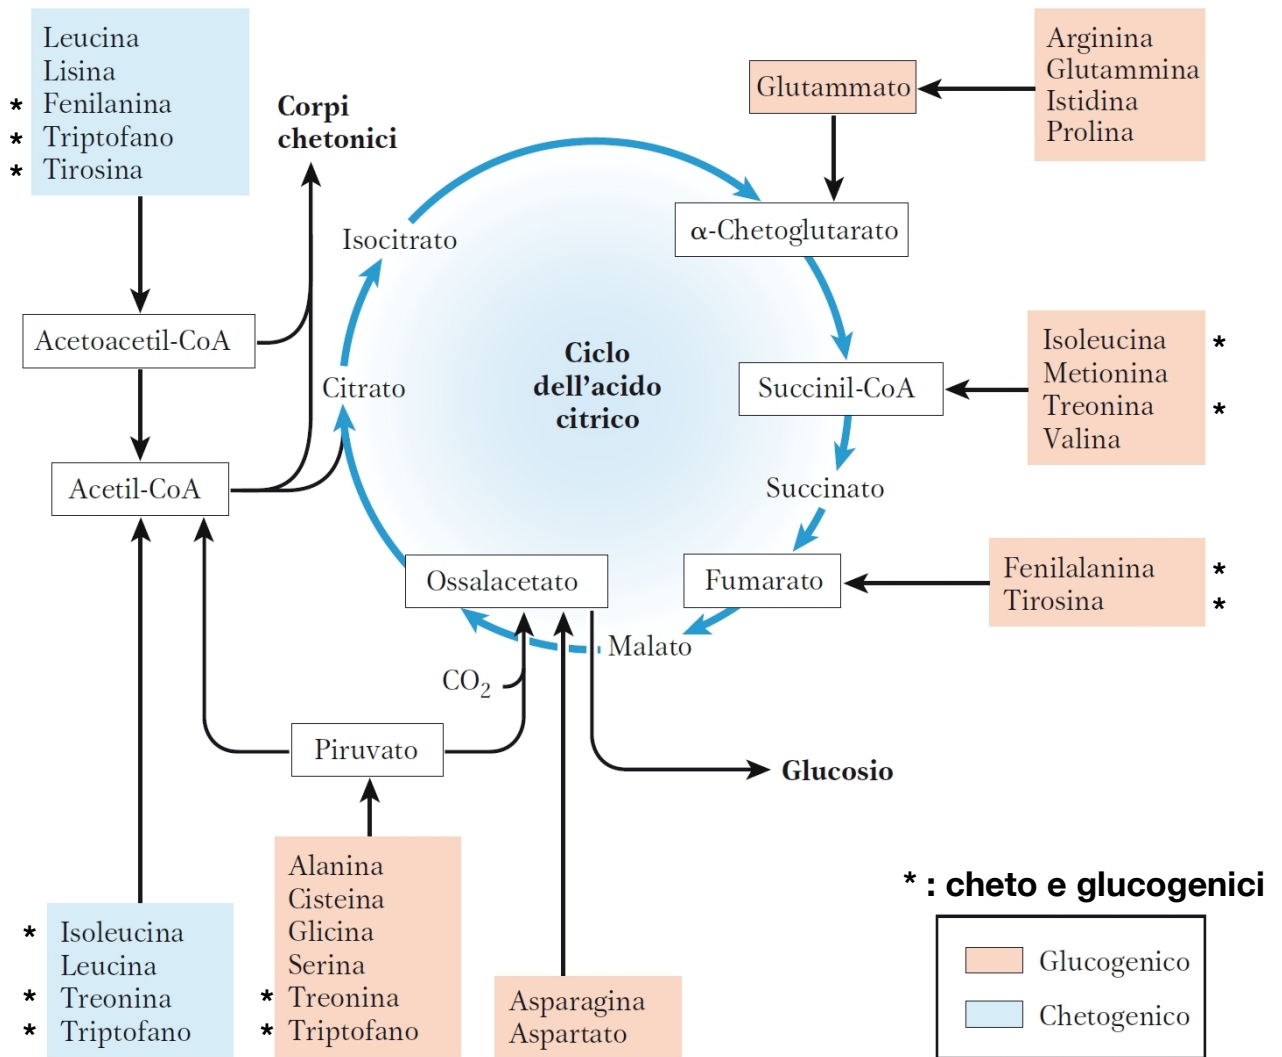 Leucina
Lisina
* Fenilanina
* Triptofano
* Tirosina
Corpi
chetonici
Glutammato
Arginina
Glutammina
Istidina
Prolina
Isocitrato
α-Chetoglutarato
Acetoacetil-CoA
Citrato
Ciclo
dell'acido
citrico
Succinil-CoA
Isoleucina *
Metionina
Treonina *
Valina
Acetil-CoA
Succinato
Ossalacetato
Fumarato
Fenilalanina *
Tirosina *
Malato
CO₂
Piruvato
Glucosio
Alanina
Cisteina
Glicina
Serina
* Treonina
* Triptofano
* Isoleucina
Leucina
* Treonina
* Triptofano
Asparagina
Aspartato
* : cheto e glucogenici
Glucogenico
Chetogenico